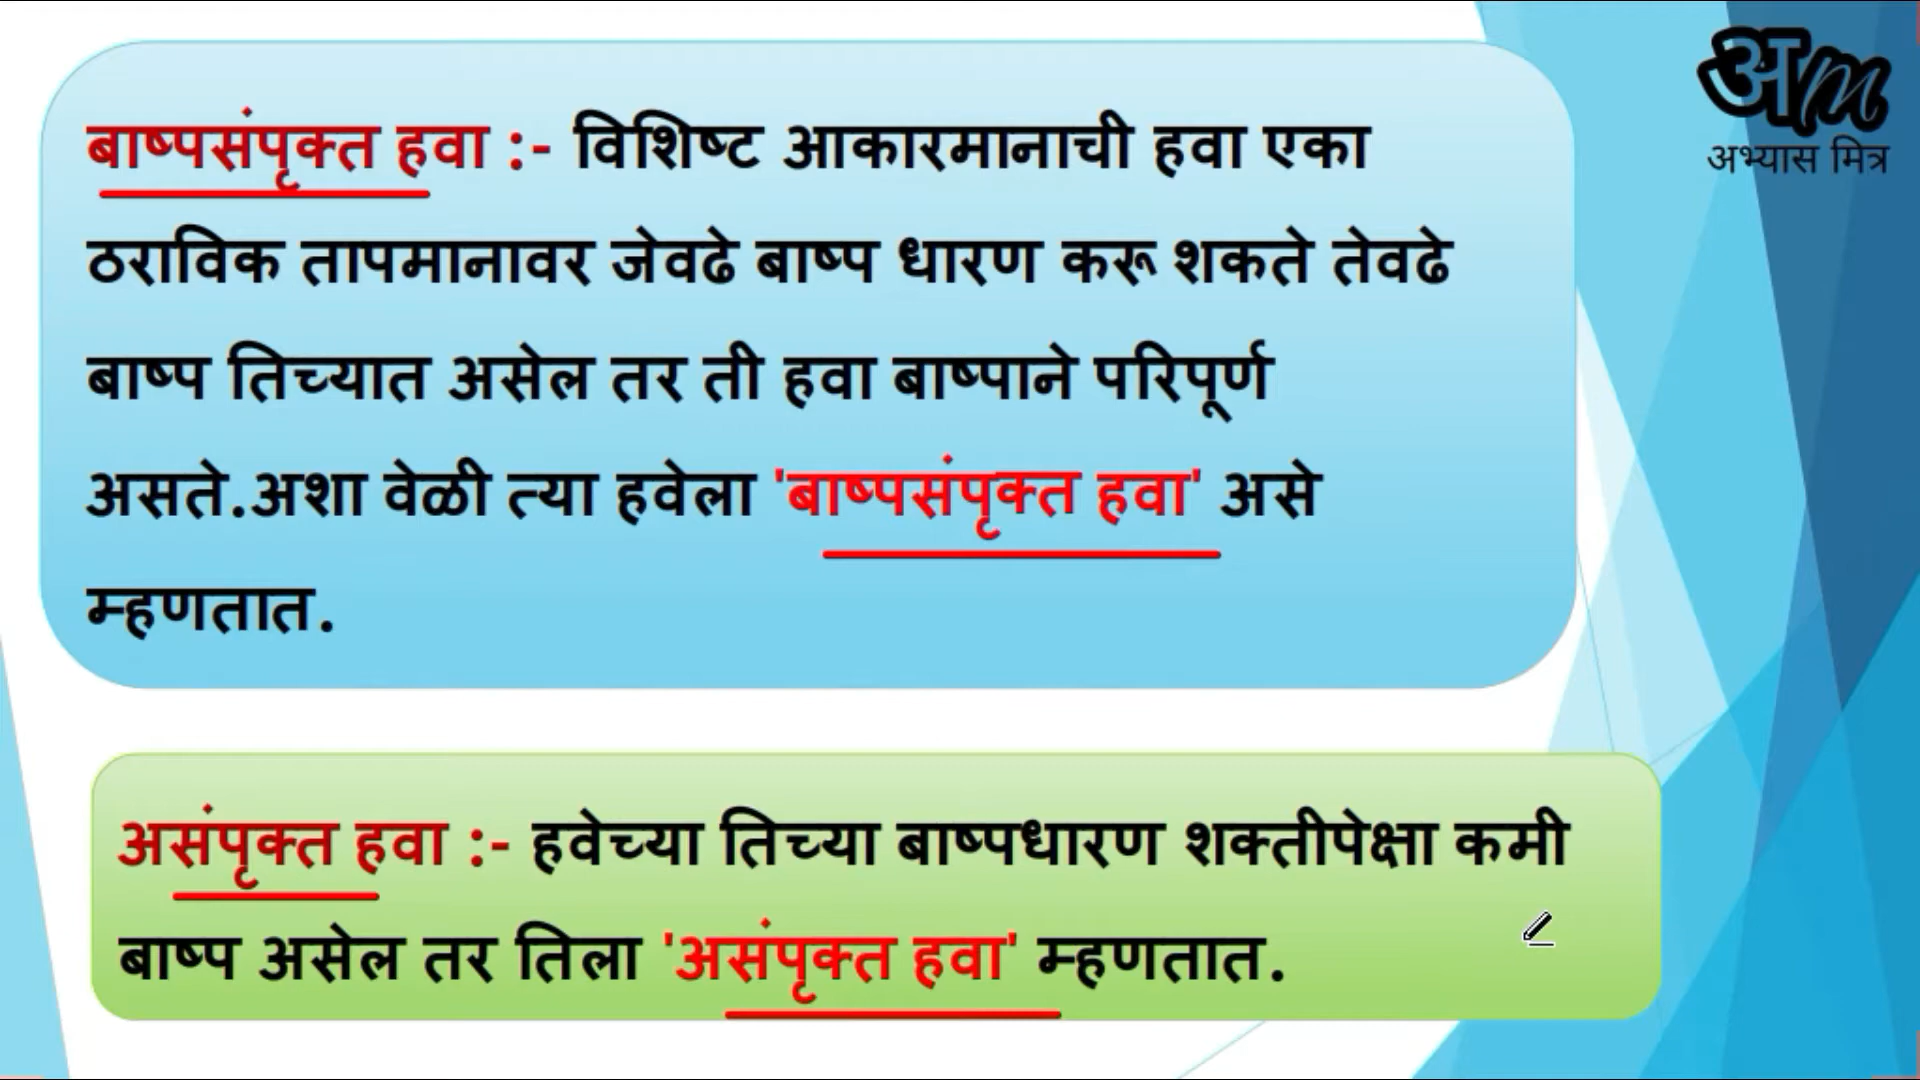 बाष्पसंपृक्त हवा :- विशिष्ट आकारमानाची हवा एका
ठराविक तापमानावर जेवढे बाष्प धारण करू शकते तेवढे
बाष्प तिच्यात असेल तर ती हवा बाष्पाने परिपूर्ण
असते.अशा वेळी त्या हवेला 'बाष्पसंपृक्त हवा' असे
म्हणतात.
असंपृक्त हवा :- हवेच्या तिच्या बाष्पधारण शक्तीपेक्षा कमी
बाष्प असेल तर तिला 'असंपृक्त हवा' म्हणतात.
अm
अभ्यास मित्र